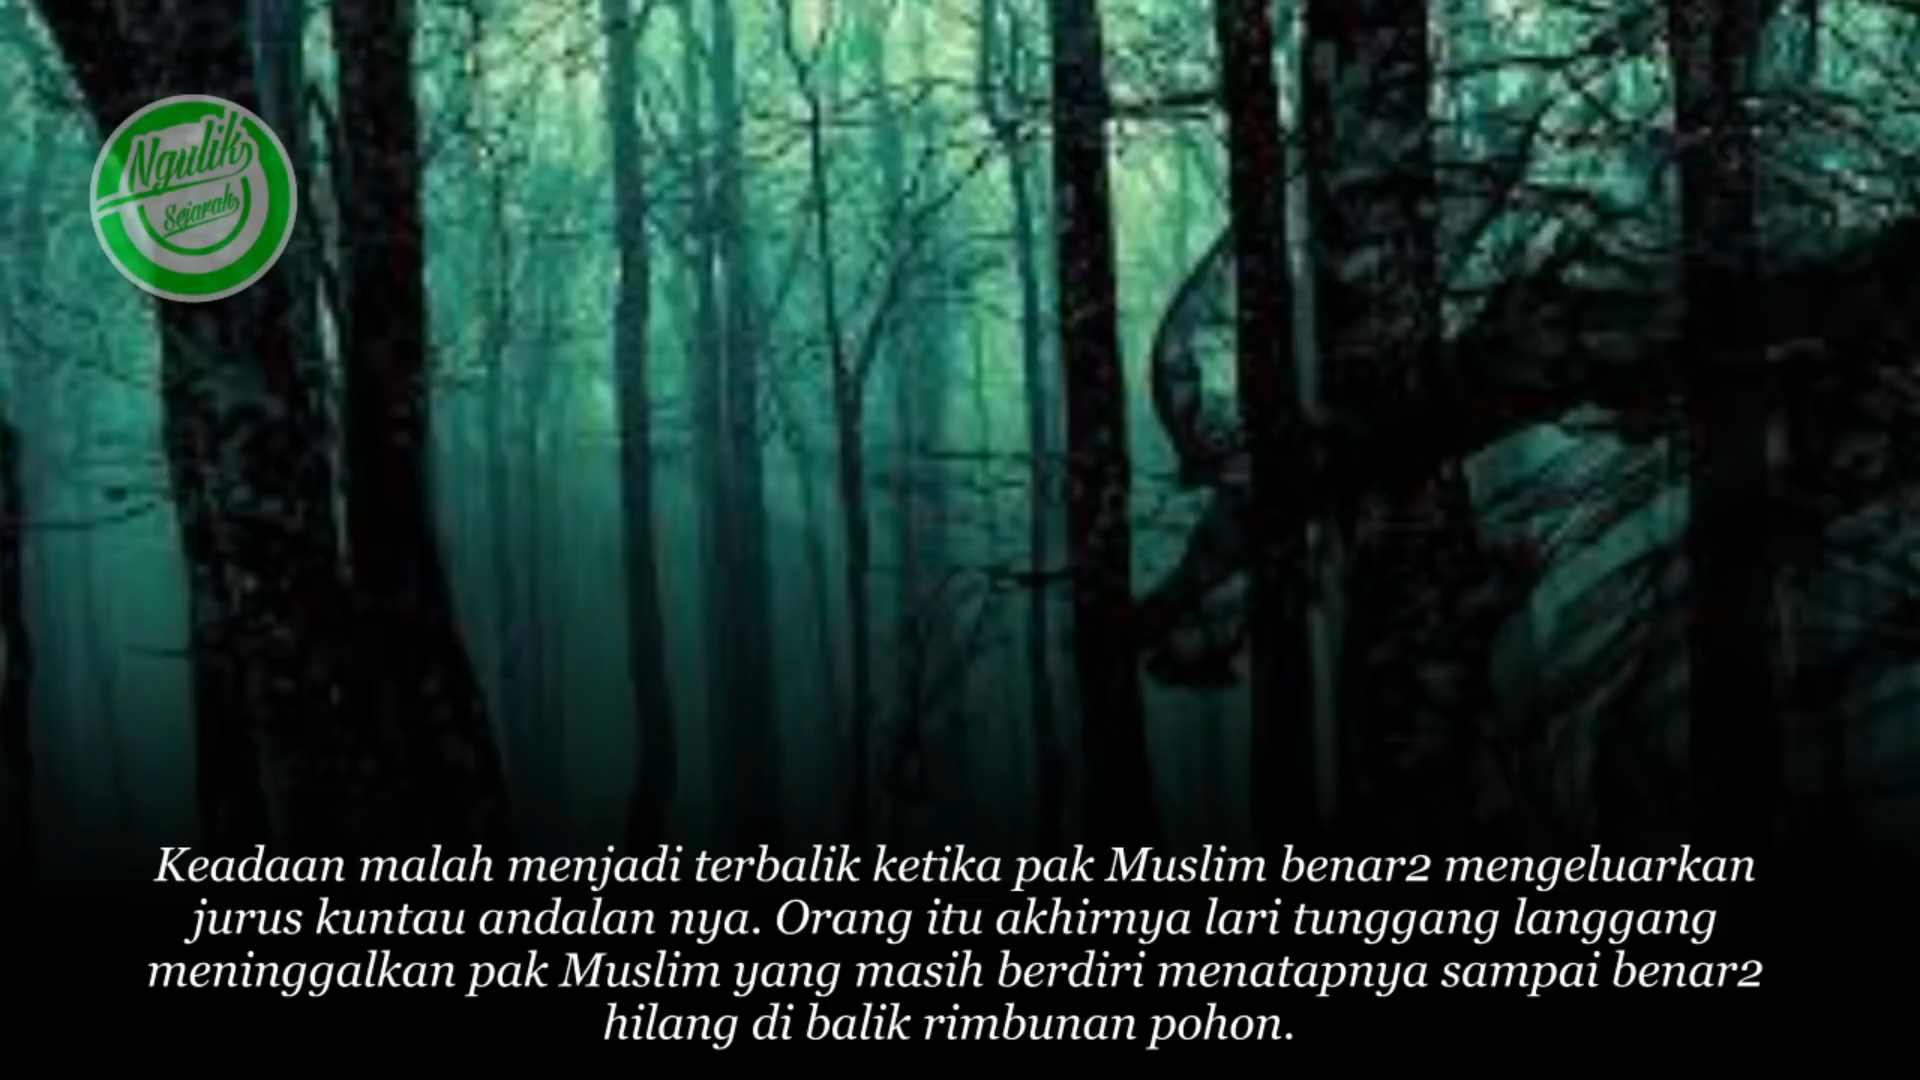 Ngulik
Sejarah
Keadaan malah menjadi terbalik ketika pak Muslim benar2 mengeluarkan
jurus kuntau andalan nya. Orang itu akhirnya lari tunggang langgang
meninggalkan pak Muslim yang masih berdiri menatapnya sampai benar2
hilang di balik rimbunan pohon.